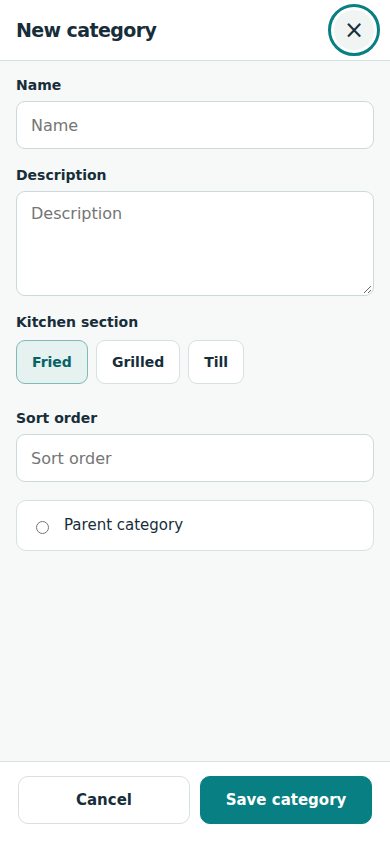 New category
×
Name
Name
Description
Description
Kitchen section
Fried Grilled Till
Sort order
Sort order
Parent category
Cancel Save category